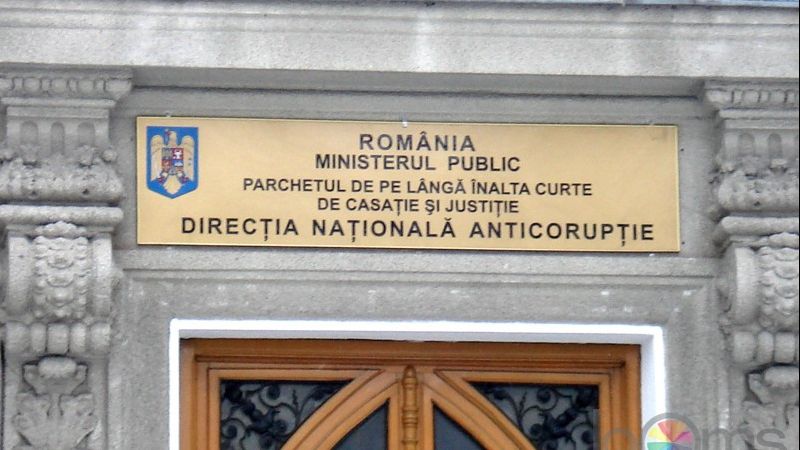 ROMÂNIA
MINISTERUL PUBLIC
PARCHETUL DE PE LÂNGĂ ÎNALTA CURTE
DE CASAȚIE ȘI JUSTIȚIE
DIRECȚIA NAȚIONALĂ ANTICORUPȚIE